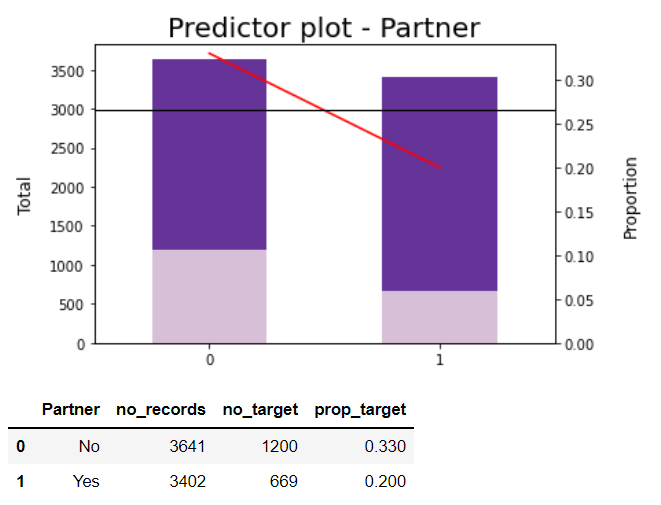 Predictor plot - Partner
3500
3000
2500
2000
1500
1000
500
0
Total
0.30
0.25
0.20
0.15
0.10
0.05
0.00
Proportion
0 1
Partner no_records no_target prop_target
0 No 3641 1200 0.330
1 Yes 3402 669 0.200